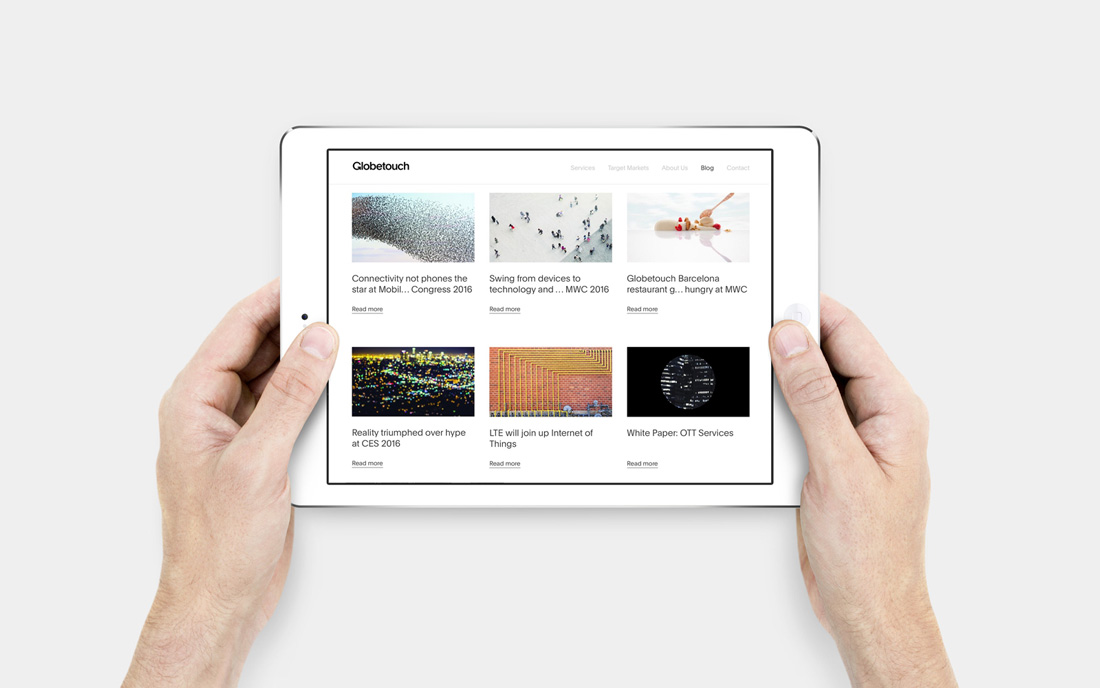 Globetouch
Services Target Markets About Us Blog Contact
Connectivity not phones the
star at Mobil... Congress 2016
Read more
Swing from devices to
technology and ... MWC 2016
Read more
Globetouch Barcelona
restaurant g... hungry at MWC
Read more
Reality triumphed over hype
at CES 2016
Read more
LTE will join up Internet of
Things
Read more
White Paper: OTT Services
Read more